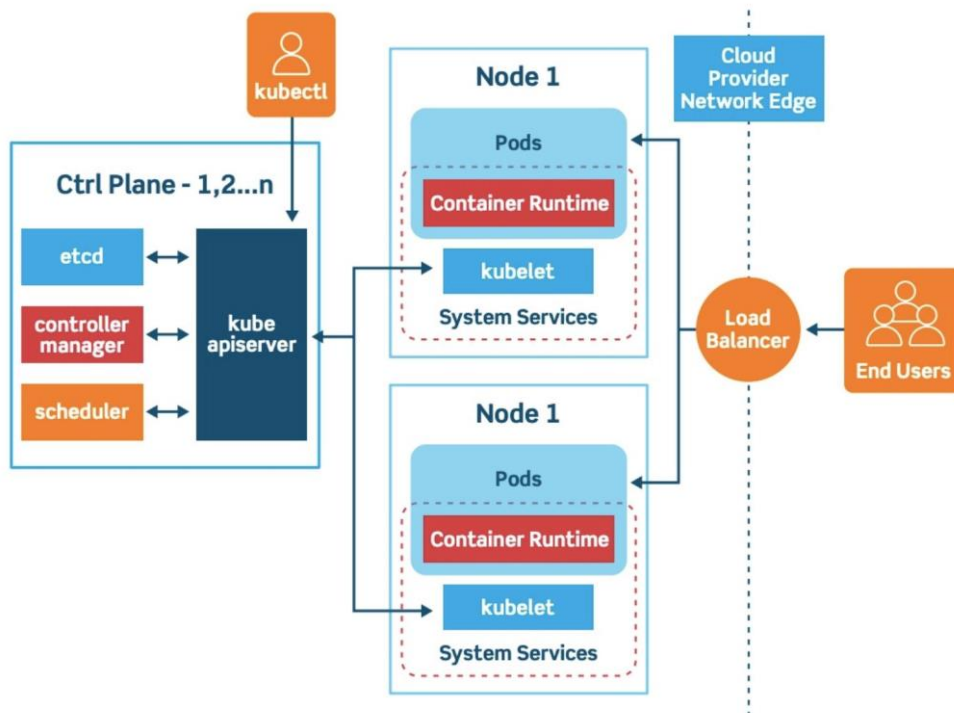 kubectl
Ctrl Plane - 1,2...n
etcd
controller
manager
scheduler
kube
apiserver
Node 1
Pods
Container Runtime
kubelet
System Services
Node 1
Pods
Container Runtime
kubelet
System Services
Cloud
Provider
Network Edge
Load
Balancer
End Users